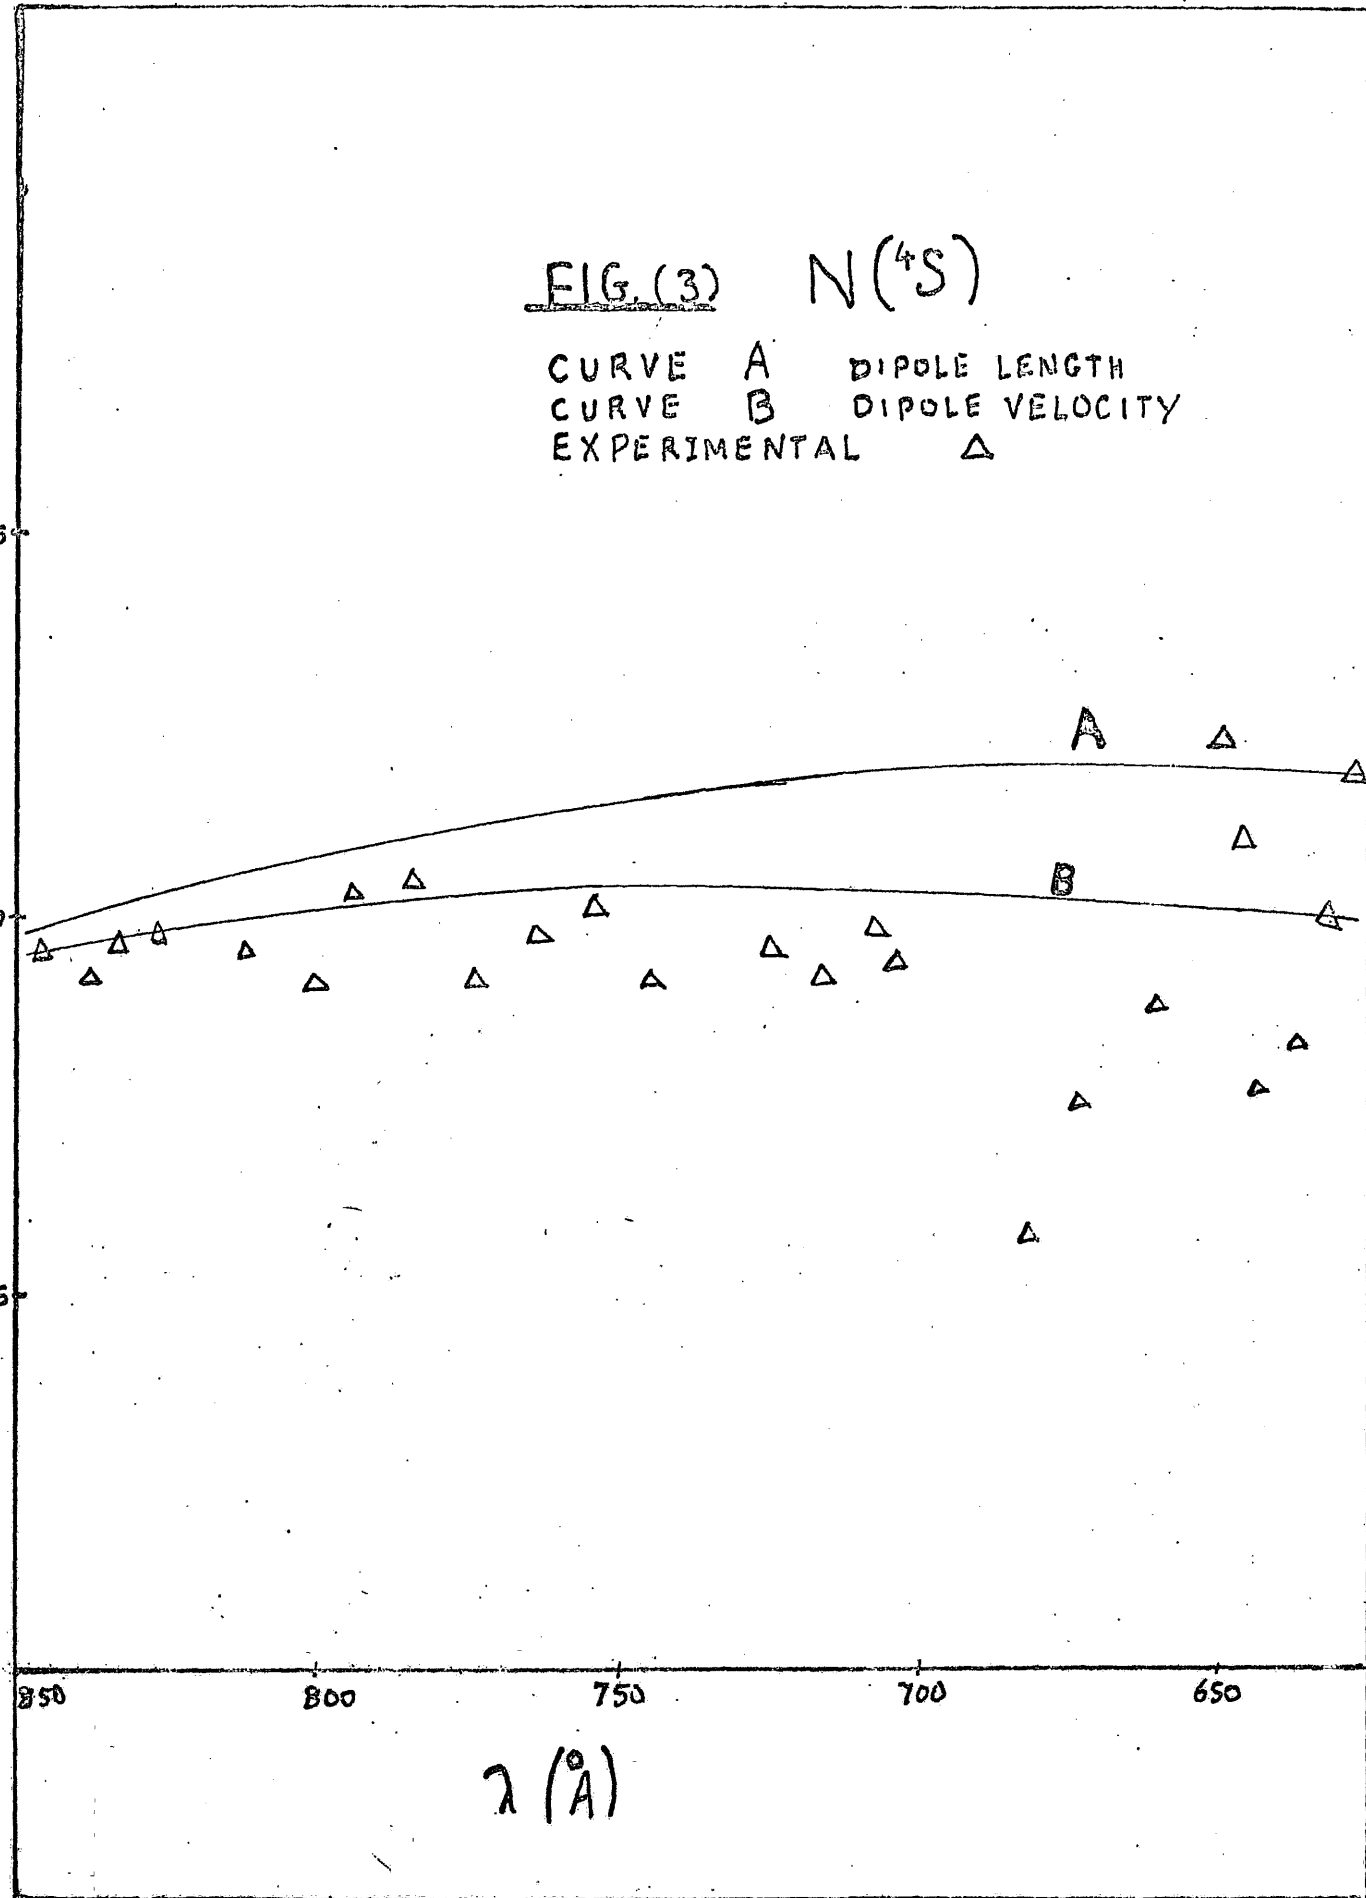 FIG. (3) N(⁴S)
CURVE A DIPOLE LENGTH
CURVE B DIPOLE VELOCITY
EXPERIMENTAL △
A
B
850 800 750 700 650
λ (Å)